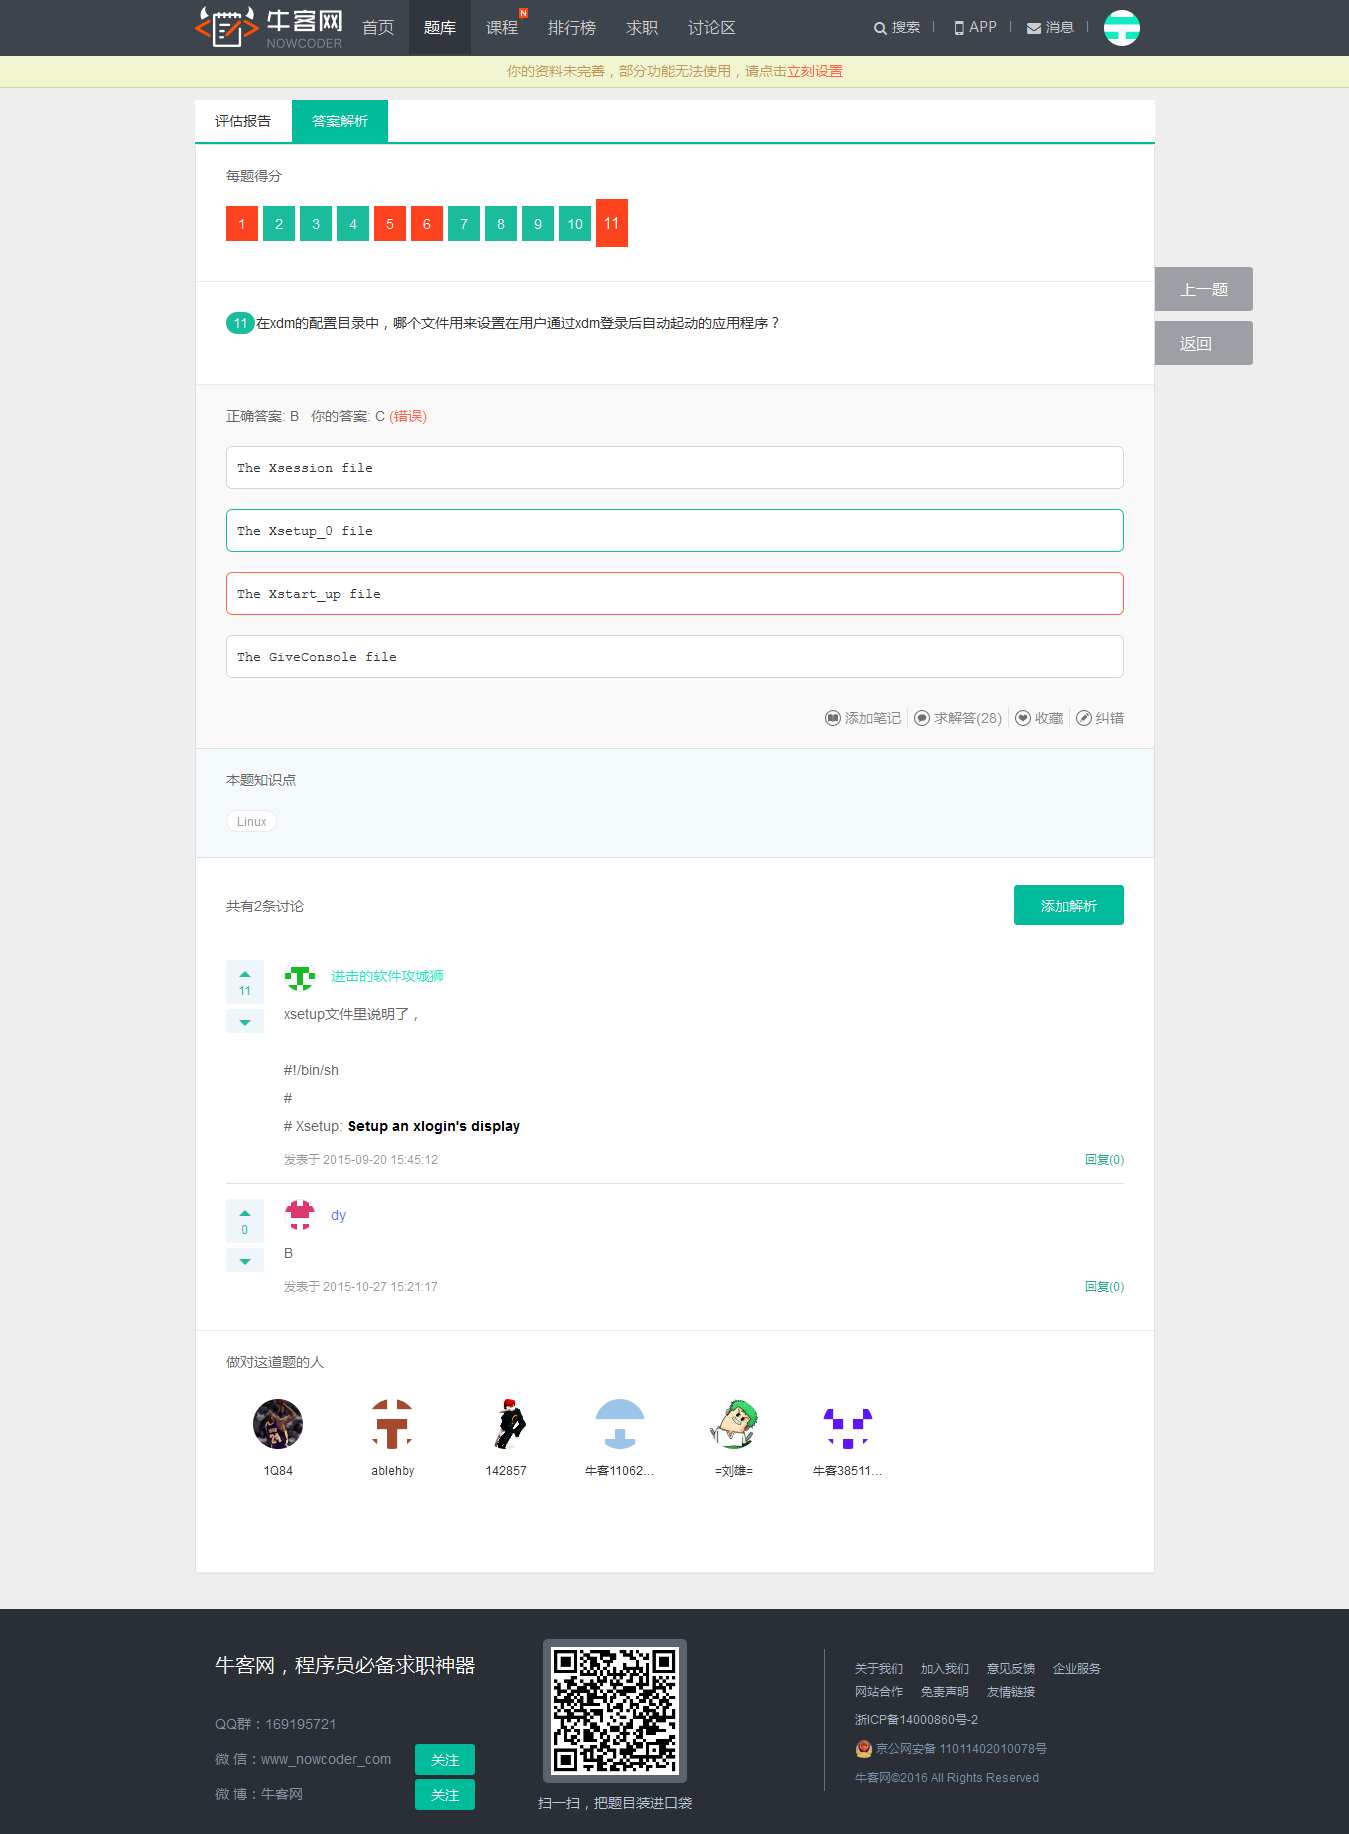 牛客网
NOWCODER
首页 题库 课程 N 排行榜 求职 讨论区 搜索 APP 消息
你的资料未完善，部分功能无法使用，请点击立刻设置
评估报告 答案解析
每题得分
1 2 3 4 5 6 7 8 9 10 11
上一题
11 在xdm的配置目录中，哪个文件用来设置在用户通过xdm登录后自动起动的应用程序？
返回
正确答案: B 你的答案: C (错误)
The Xsession file
The Xsetup_0 file
The Xstart_up file
The GiveConsole file
添加笔记 求解答(28) 收藏 纠错
本题知识点
Linux
共有2条讨论 添加解析
11
进击的软件攻城狮
xsetup文件里说明了，
#!/bin/sh
#
# Xsetup: Setup an xlogin's display
发表于 2015-09-20 15:45:12 回复(0)
0
dy
B
发表于 2015-10-27 15:21:17 回复(0)
做对这道题的人
1Q84 ablehby 142857 牛客11062... =刘雄= 牛客38511...
牛客网，程序员必备求职神器
QQ群：169195721
微 信：www_nowcoder_com 关注
微 博：牛客网 关注
扫一扫，把题目装进口袋
关于我们 加入我们 意见反馈 企业服务
网站合作 免责声明 友情链接
浙ICP备14000860号-2
京公网安备 11011402010078号
牛客网©2016 All Rights Reserved